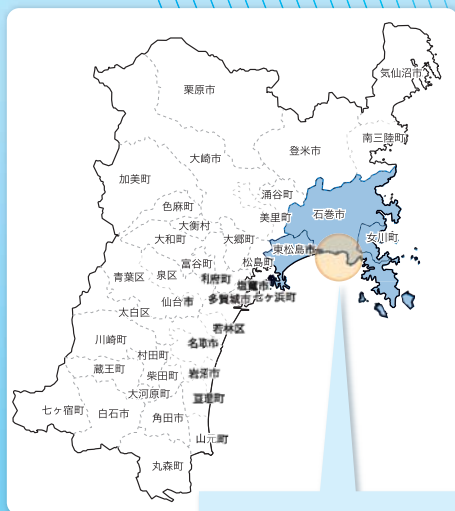 気仙沼市
栗原市
南三陸町
登米市
大崎市
加美町
涌谷町
色麻町
美里町
石巻市
大衡村
女川町
大和町
大郷町
東松島市
富谷町
松島町
泉区
青葉区
利府町
塩竈市
仙台市
多賀城市
七ヶ浜町
太白区
若林区
川崎町
名取市
村田町
蔵王町
柴田町
岩沼市
大河原町
亘理町
七ヶ宿町
白石市
角田市
山元町
丸森町